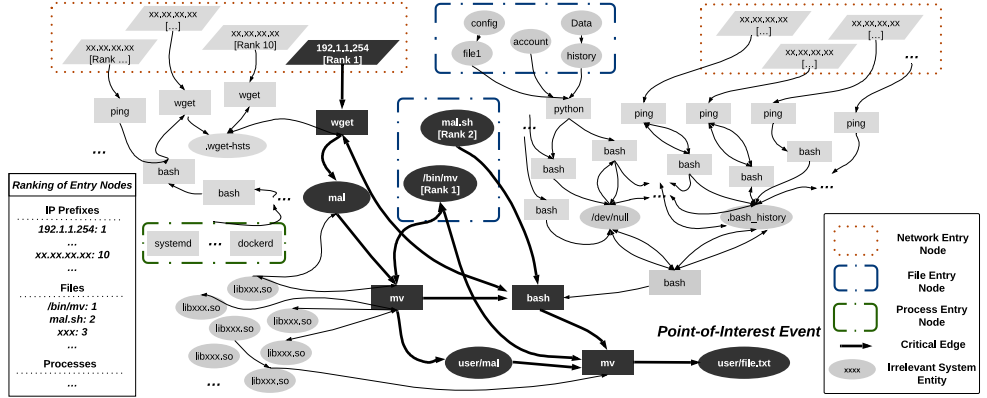 xx.xx.xx.xx
[...]
xx.xx.xx.xx
[Rank ...]
xx.xx.xx.xx
[Rank 10]
192.1.1.254
[Rank 1]
config
file1
account
Data
history
xx.xx.xx.xx
[...]
xx.xx.xx.xx
[...]
xx.xx.xx.xx
[...]
...
ping
wget
wget
.wget-hsts
wget
mal.sh
[Rank 2]
/bin/mv
[Rank 1]
python
ping
ping
ping
ping
...
...
bash
bash
bash
bash
bash
bash
bash
bash
...
...
...
mal
/dev/null
.bash_history
systemd
...
dockerd
bash
libxxx.so
libxxx.so
libxxx.so
libxxx.so
libxxx.so
libxxx.so
...
mv
bash
user/mal
mv
user/file.txt
Point-of-Interest Event
Ranking of Entry Nodes
IP Prefixes
192.1.1.254: 1
...
xx.xx.xx.xx: 10
...
Files
/bin/mv: 1
mal.sh: 2
xxx: 3
Processes
...
Network Entry
Node
File Entry
Node
Process Entry
Node
Critical Edge
xxxx
Irrelevant System
Entity